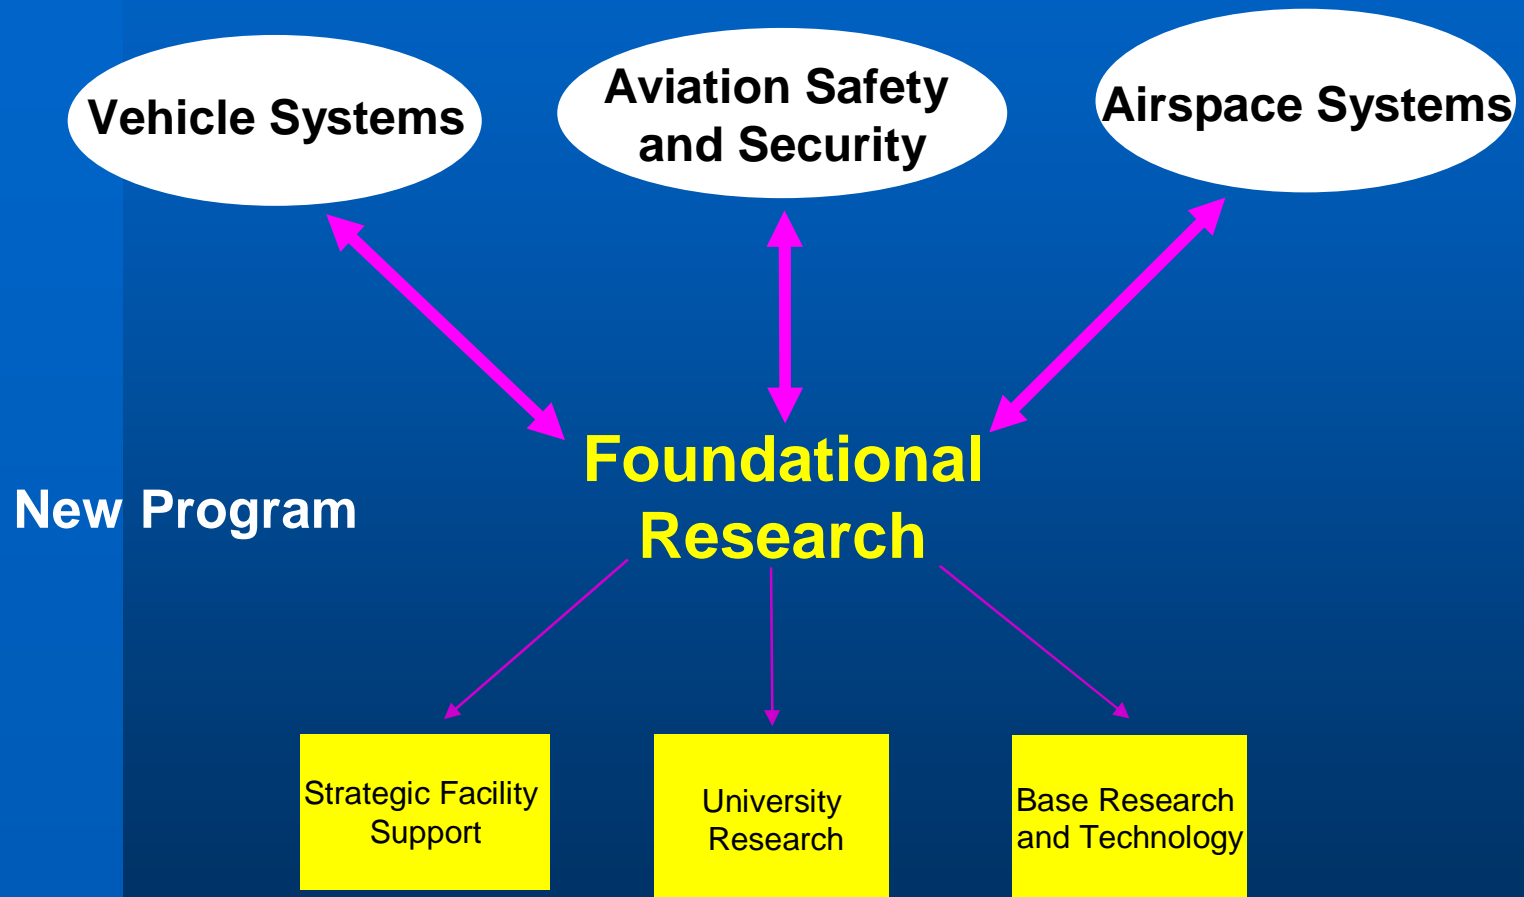 Vehicle Systems
Aviation Safety
and Security
Airspace Systems
New Program
Foundational
Research
Strategic Facility
Support
University
Research
Base Research
and Technology